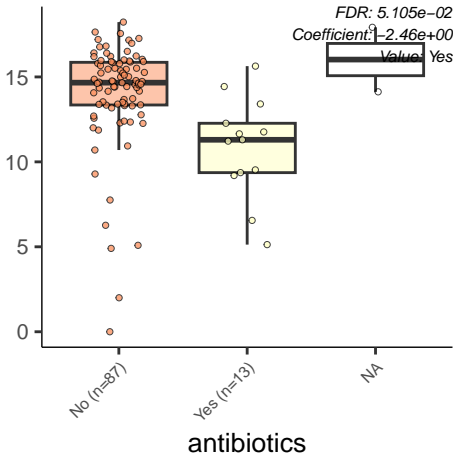 FDR: 5.105e−02
Coefficient: −2.46e+00
Value: Yes
15
10
5
0
No (n=87)
Yes (n=13)
NA
antibiotics